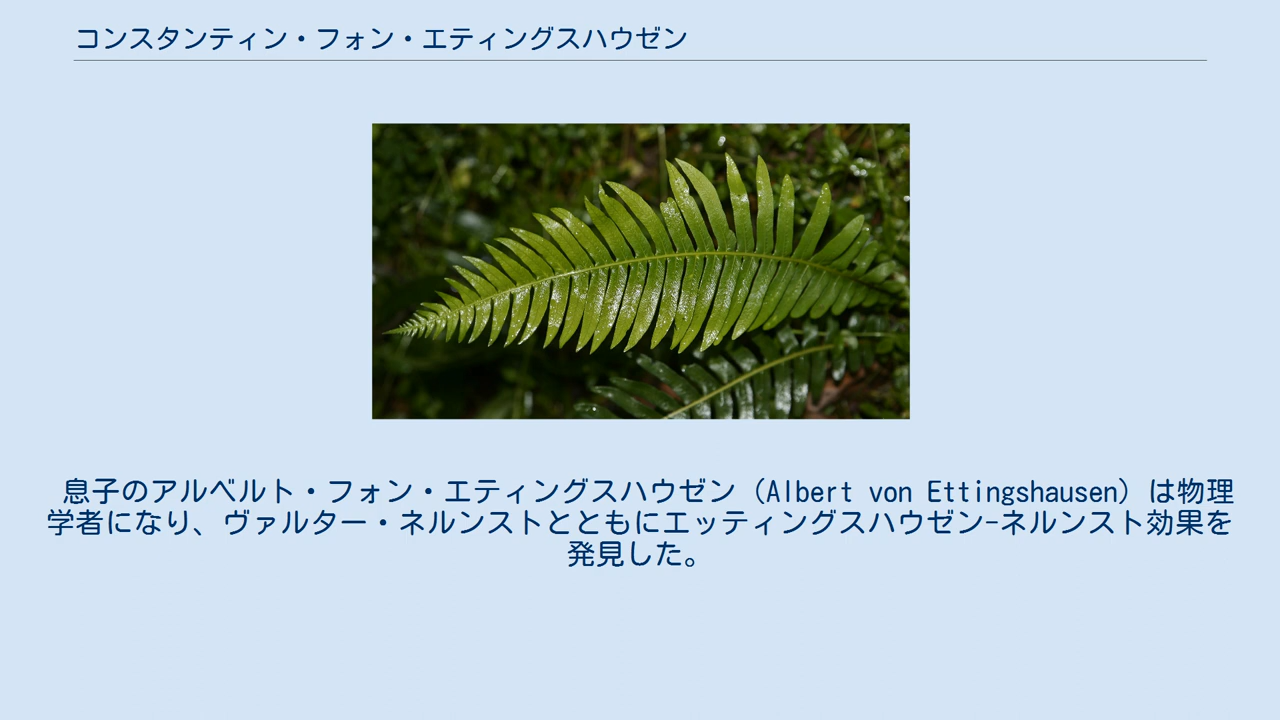 コンスタンティン・フォン・エティングスハウゼン
息子のアルベルト・フォン・エティングスハウゼン（Albert von Ettingshausen）は物理
学者になり、ヴァルター・ネルンストとともにエッティングスハウゼン-ネルンスト効果を
発見した。